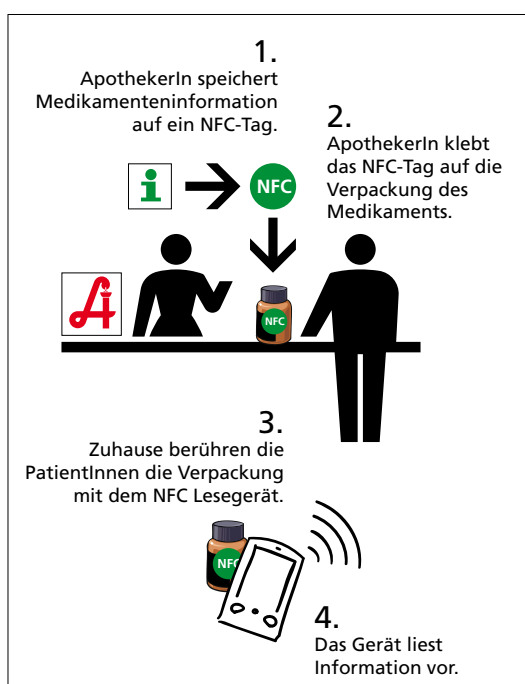 1.
ApothekerIn speichert
Medikamenteninformation
auf ein NFC-Tag.
2.
ApothekerIn klebt
das NFC-Tag auf die
Verpackung des
Medikaments.
i
NFC
NFC
3.
Zuhause berühren die
PatientInnen die Verpackung
mit dem NFC Lesegerät.
NFC
4.
Das Gerät liest
Information vor.